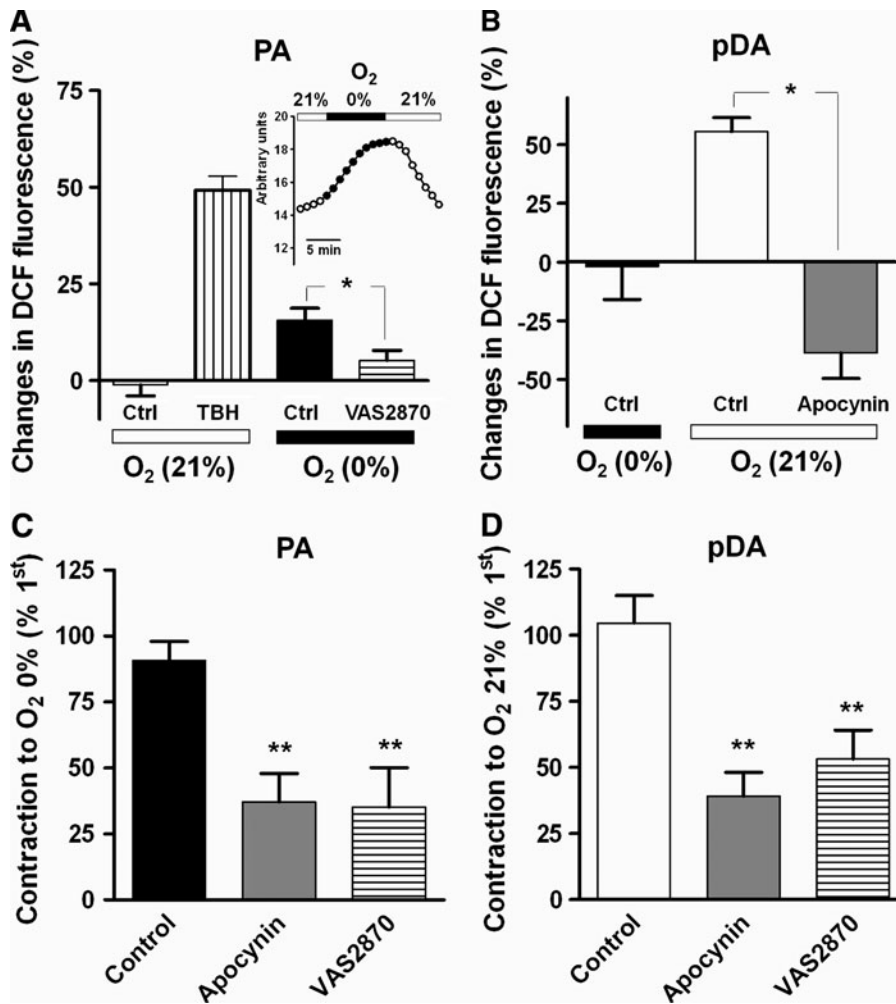 A
PA
Changes in DCF fluorescence (%)
75
50
25
0
O2
21% 0% 21%
Arbitrary units
20
18
16
14
12
5 min
*
Ctrl TBH Ctrl VAS2870
O2 (21%) O2 (0%)
B
pDA
Changes in DCF fluorescence (%)
50
25
0
-25
-50
*
Ctrl Ctrl Apocynin
O2 (0%) O2 (21%)
C
PA
Contraction to O2 0% (% 1st)
125
100
75
50
25
0
** **
Control
Apocynin
VAS2870
D
pDA
Contraction to O2 21% (% 1st)
125
100
75
50
25
0
** **
Control
Apocynin
VAS2870